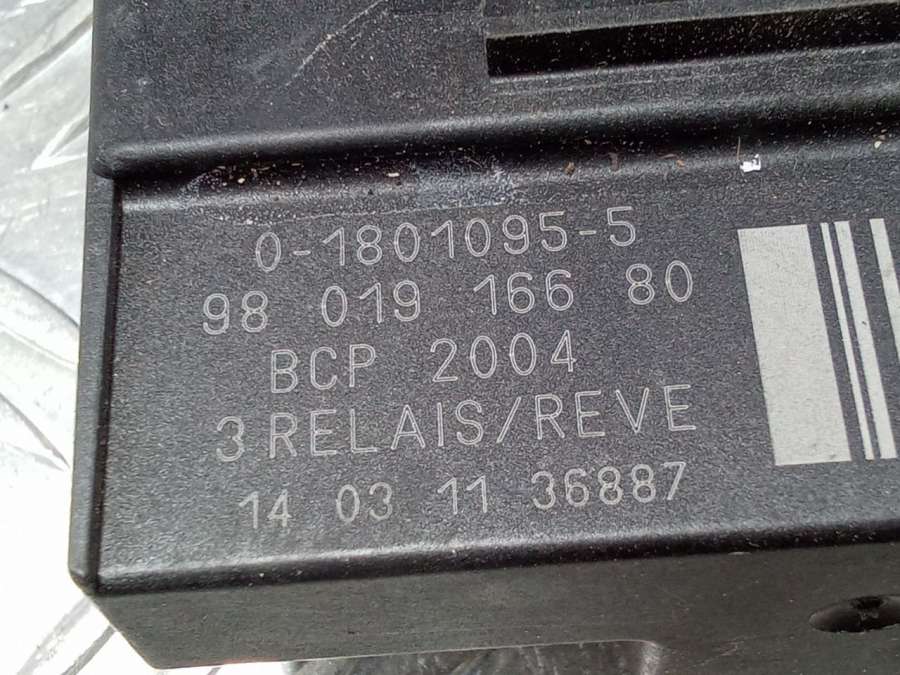 0-1801095-5
98 019 166 80
BCP 2004
3 RELAIS/REVE
14 03 11 36887